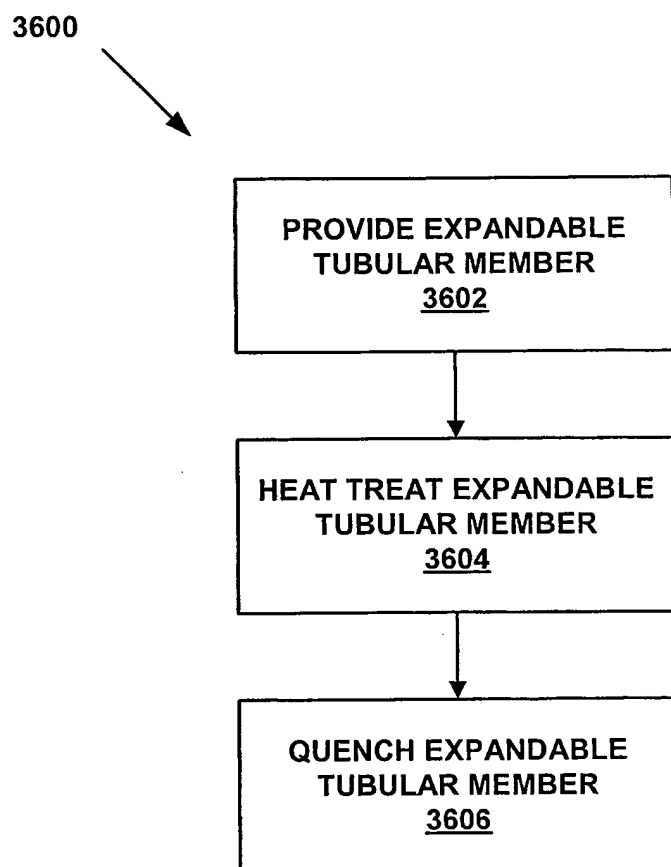 3600
PROVIDE EXPANDABLE
TUBULAR MEMBER
3602
HEAT TREAT EXPANDABLE
TUBULAR MEMBER
3604
QUENCH EXPANDABLE
TUBULAR MEMBER
3606